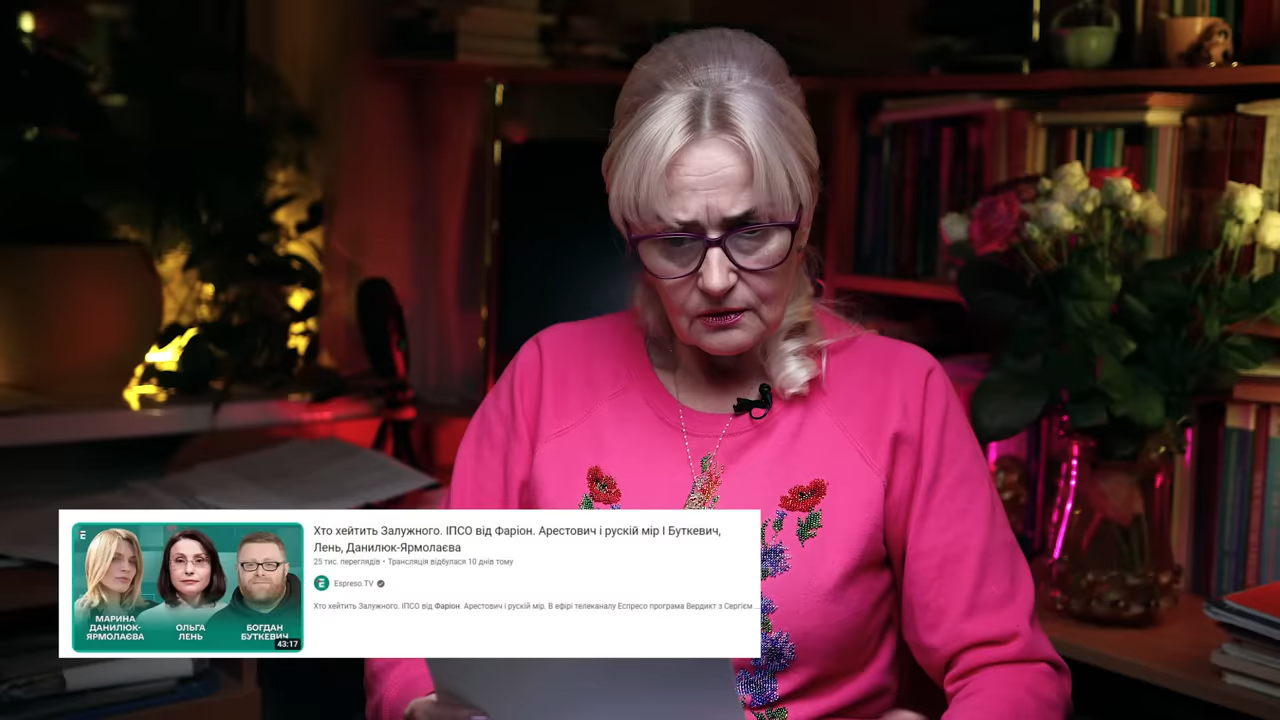 Хто хейтить Залужного. ІПСО від Фаріон. Арестович і рускій мір І Буткевич,
Лень, Данилюк-Ярмолаєва
25 тис. переглядів • Трансляція відбулася 10 днів тому
Espreso.TV
Хто хейтить Залужного. ІПСО від Фаріон. Арестович і рускій мір. В ефірі телеканалу Еспресо програма Вердикт з Сергієм ...
МАРИНА
ДАНИЛЮК-
ЯРМОЛАЄВА
ОЛЬГА
ЛЕНЬ
БОГДАН
БУТКЕВИЧ
43:17